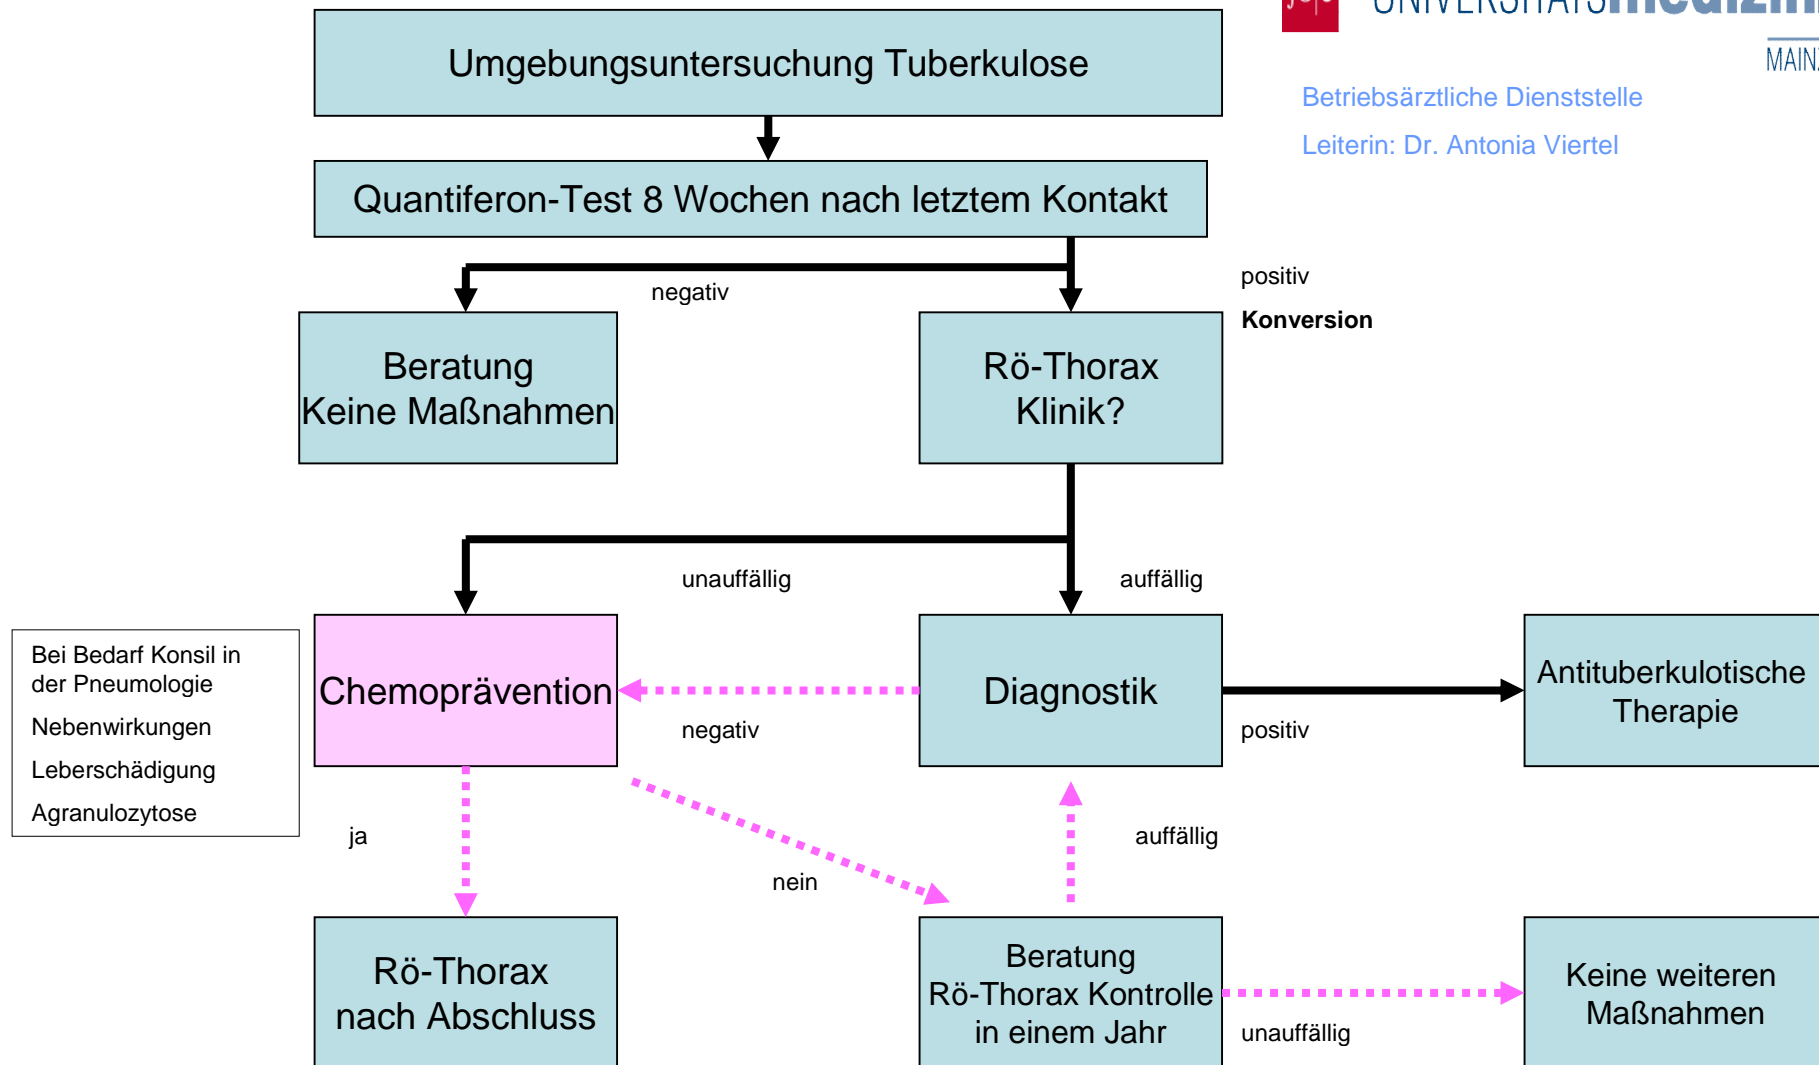 UNIVERSITÄTSmedizin
MAINZ
Umgebungsuntersuchung Tuberkulose
Betriebsärztliche Dienststelle
Leiterin: Dr. Antonia Viertel
Quantiferon-Test 8 Wochen nach letztem Kontakt
negativ
positiv
Konversion
Beratung
Keine Maßnahmen
Rö-Thorax
Klinik?
unauffällig
auffällig
Bei Bedarf Konsil in
der Pneumologie
Nebenwirkungen
Leberschädigung
Agranulozytose
Chemoprävention
negativ
Diagnostik
positiv
Antituberkulotische
Therapie
ja
nein
auffällig
Rö-Thorax
nach Abschluss
Beratung
Rö-Thorax Kontrolle
in einem Jahr
unauffällig
Keine weiteren
Maßnahmen